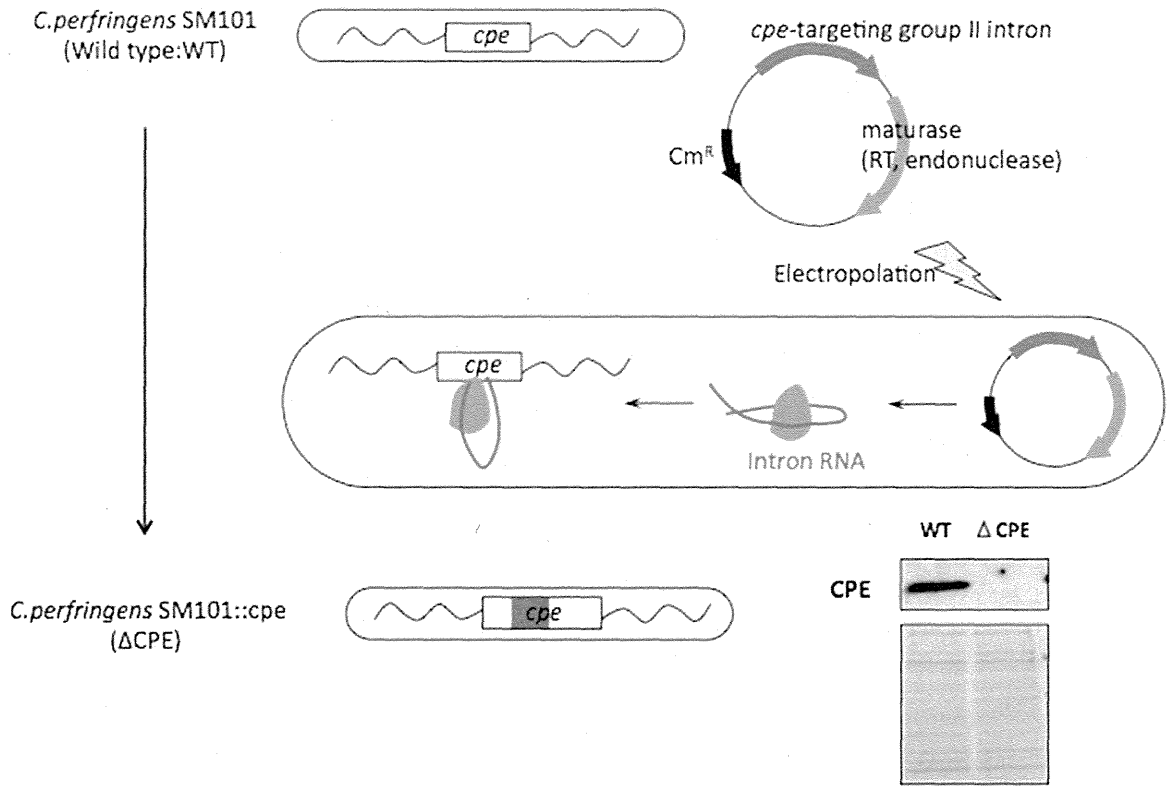 C.perfringens SM101
(Wild type:WT)
cpe
cpe-targeting group II intron
maturase
(RT, endonuclease)
Cm^R
Electropolation
cpe
Intron RNA
WT Δ CPE
CPE
C.perfringens SM101::cpe
(ΔCPE)
cpe